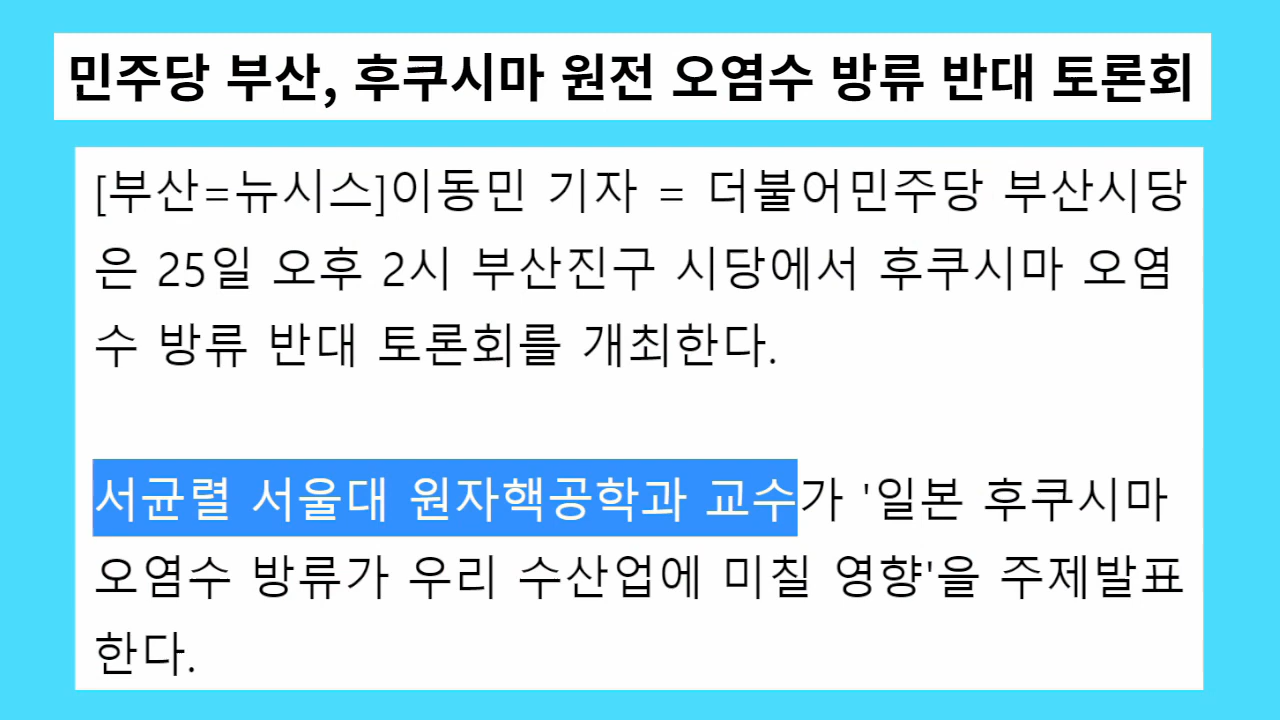 민주당 부산, 후쿠시마 원전 오염수 방류 반대 토론회
[부산=뉴시스]이동민 기자 = 더불어민주당 부산시당
은 25일 오후 2시 부산진구 시당에서 후쿠시마 오염
수 방류 반대 토론회를 개최한다.
서균렬 서울대 원자핵공학과 교수가 '일본 후쿠시마
오염수 방류가 우리 수산업에 미칠 영향'을 주제발표
한다.